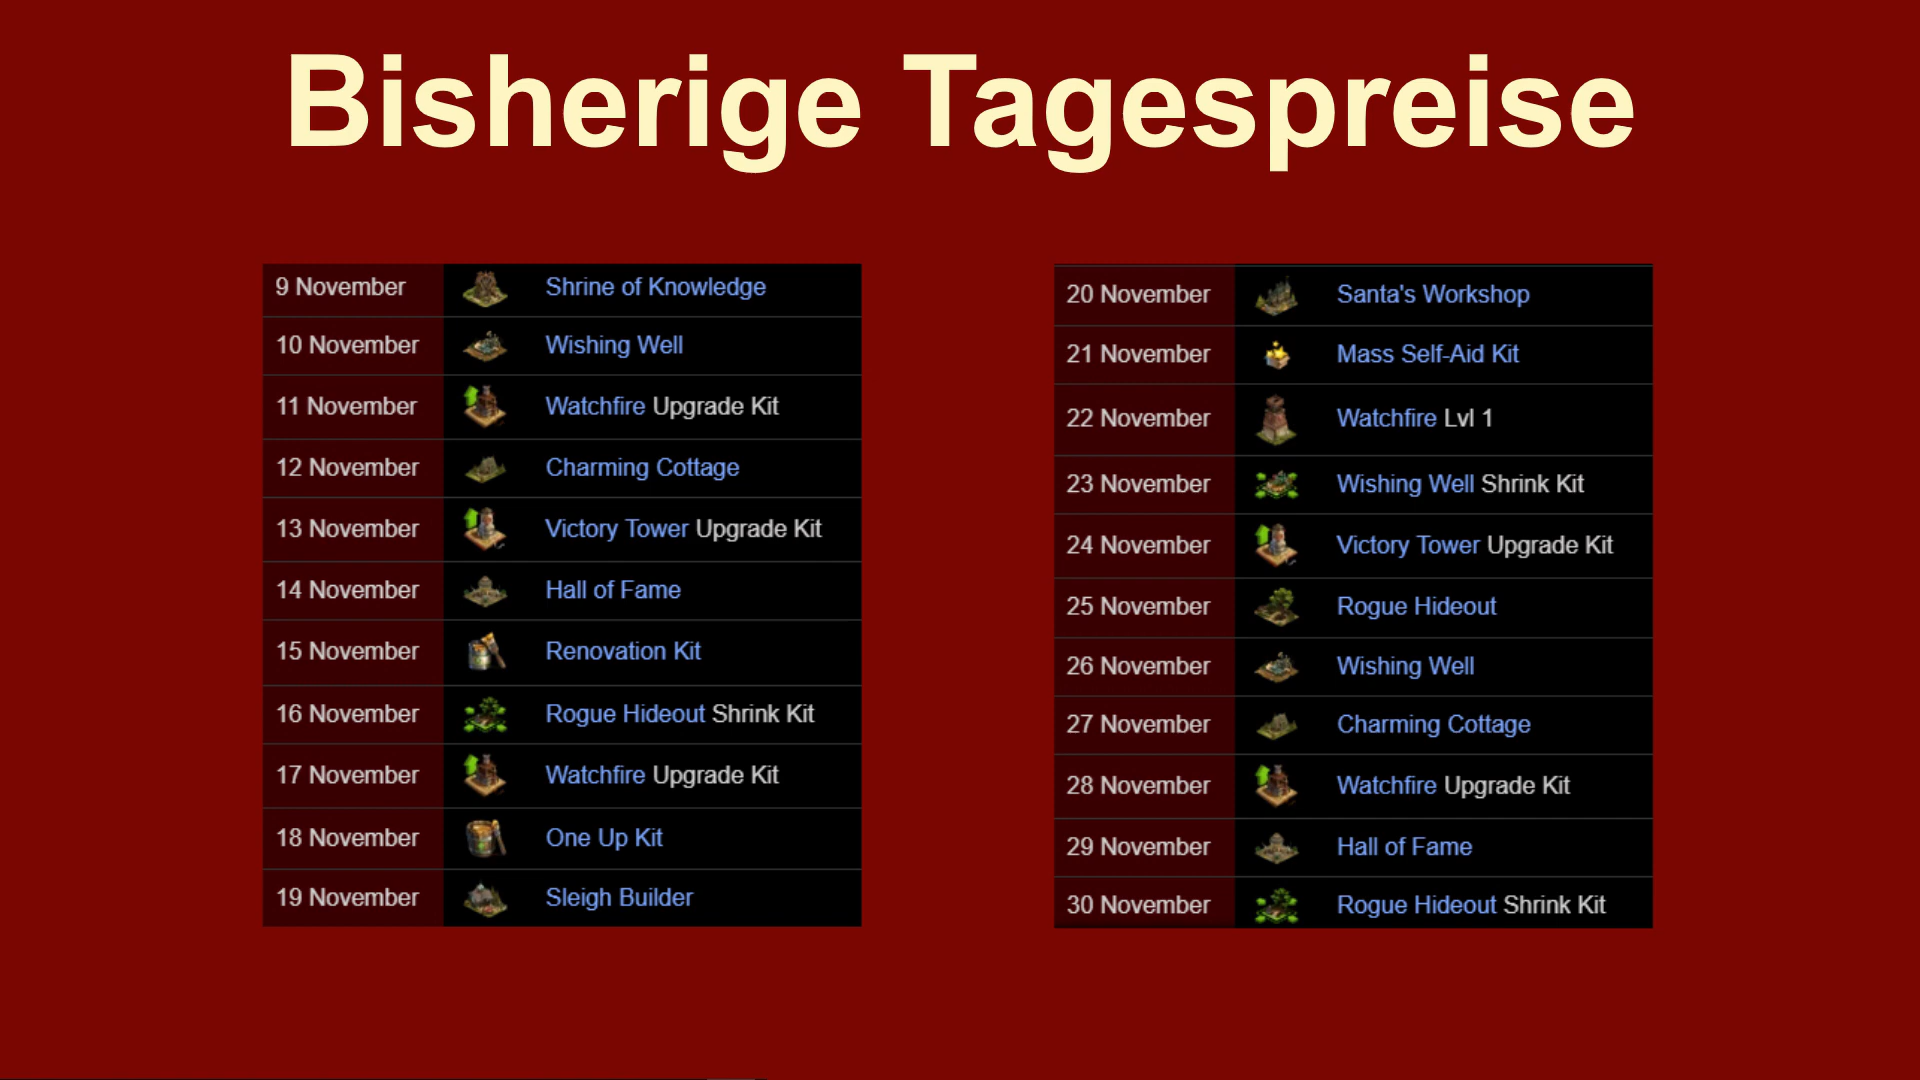 Bisherige Tagespreise
9 November Shrine of Knowledge
10 November Wishing Well
11 November Watchfire Upgrade Kit
12 November Charming Cottage
13 November Victory Tower Upgrade Kit
14 November Hall of Fame
15 November Renovation Kit
16 November Rogue Hideout Shrink Kit
17 November Watchfire Upgrade Kit
18 November One Up Kit
19 November Sleigh Builder
20 November Santa's Workshop
21 November Mass Self-Aid Kit
22 November Watchfire Lvl 1
23 November Wishing Well Shrink Kit
24 November Victory Tower Upgrade Kit
25 November Rogue Hideout
26 November Wishing Well
27 November Charming Cottage
28 November Watchfire Upgrade Kit
29 November Hall of Fame
30 November Rogue Hideout Shrink Kit